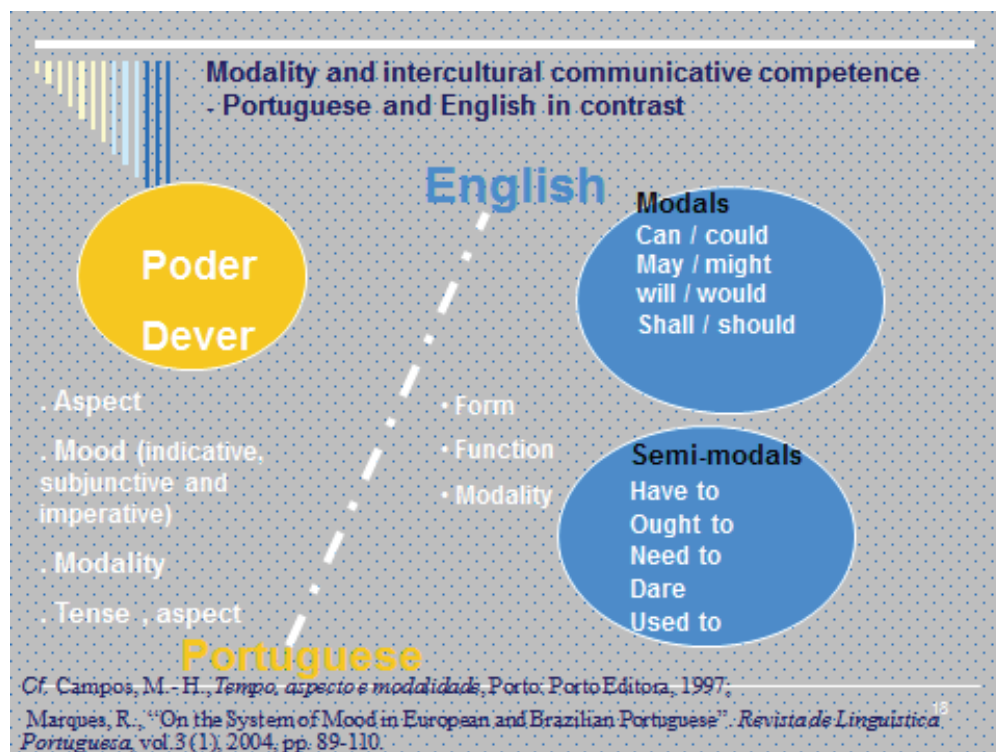 Modality and intercultural communicative competence
- Portuguese and English in contrast
English
Poder
Dever
Modals
Can / could
May / might
will / would
Shall / should
. Aspect
. Mood (indicative,
subjunctive and
imperative)
. Modality
. Tense , aspect
• Form
• Function
• Modality
Semi-modals
Have to
Ought to
Need to
Dare
Used to
Portuguese
Cf. Campos, M.- H., Tempo, aspecto e modalidade, Porto: Porto Editora, 1997;
18
Marques, R., “On the System of Mood in European and Brazilian Portuguese”. Revista de Linguística
Portuguesa, vol.3 (1), 2004, pp. 89-110.